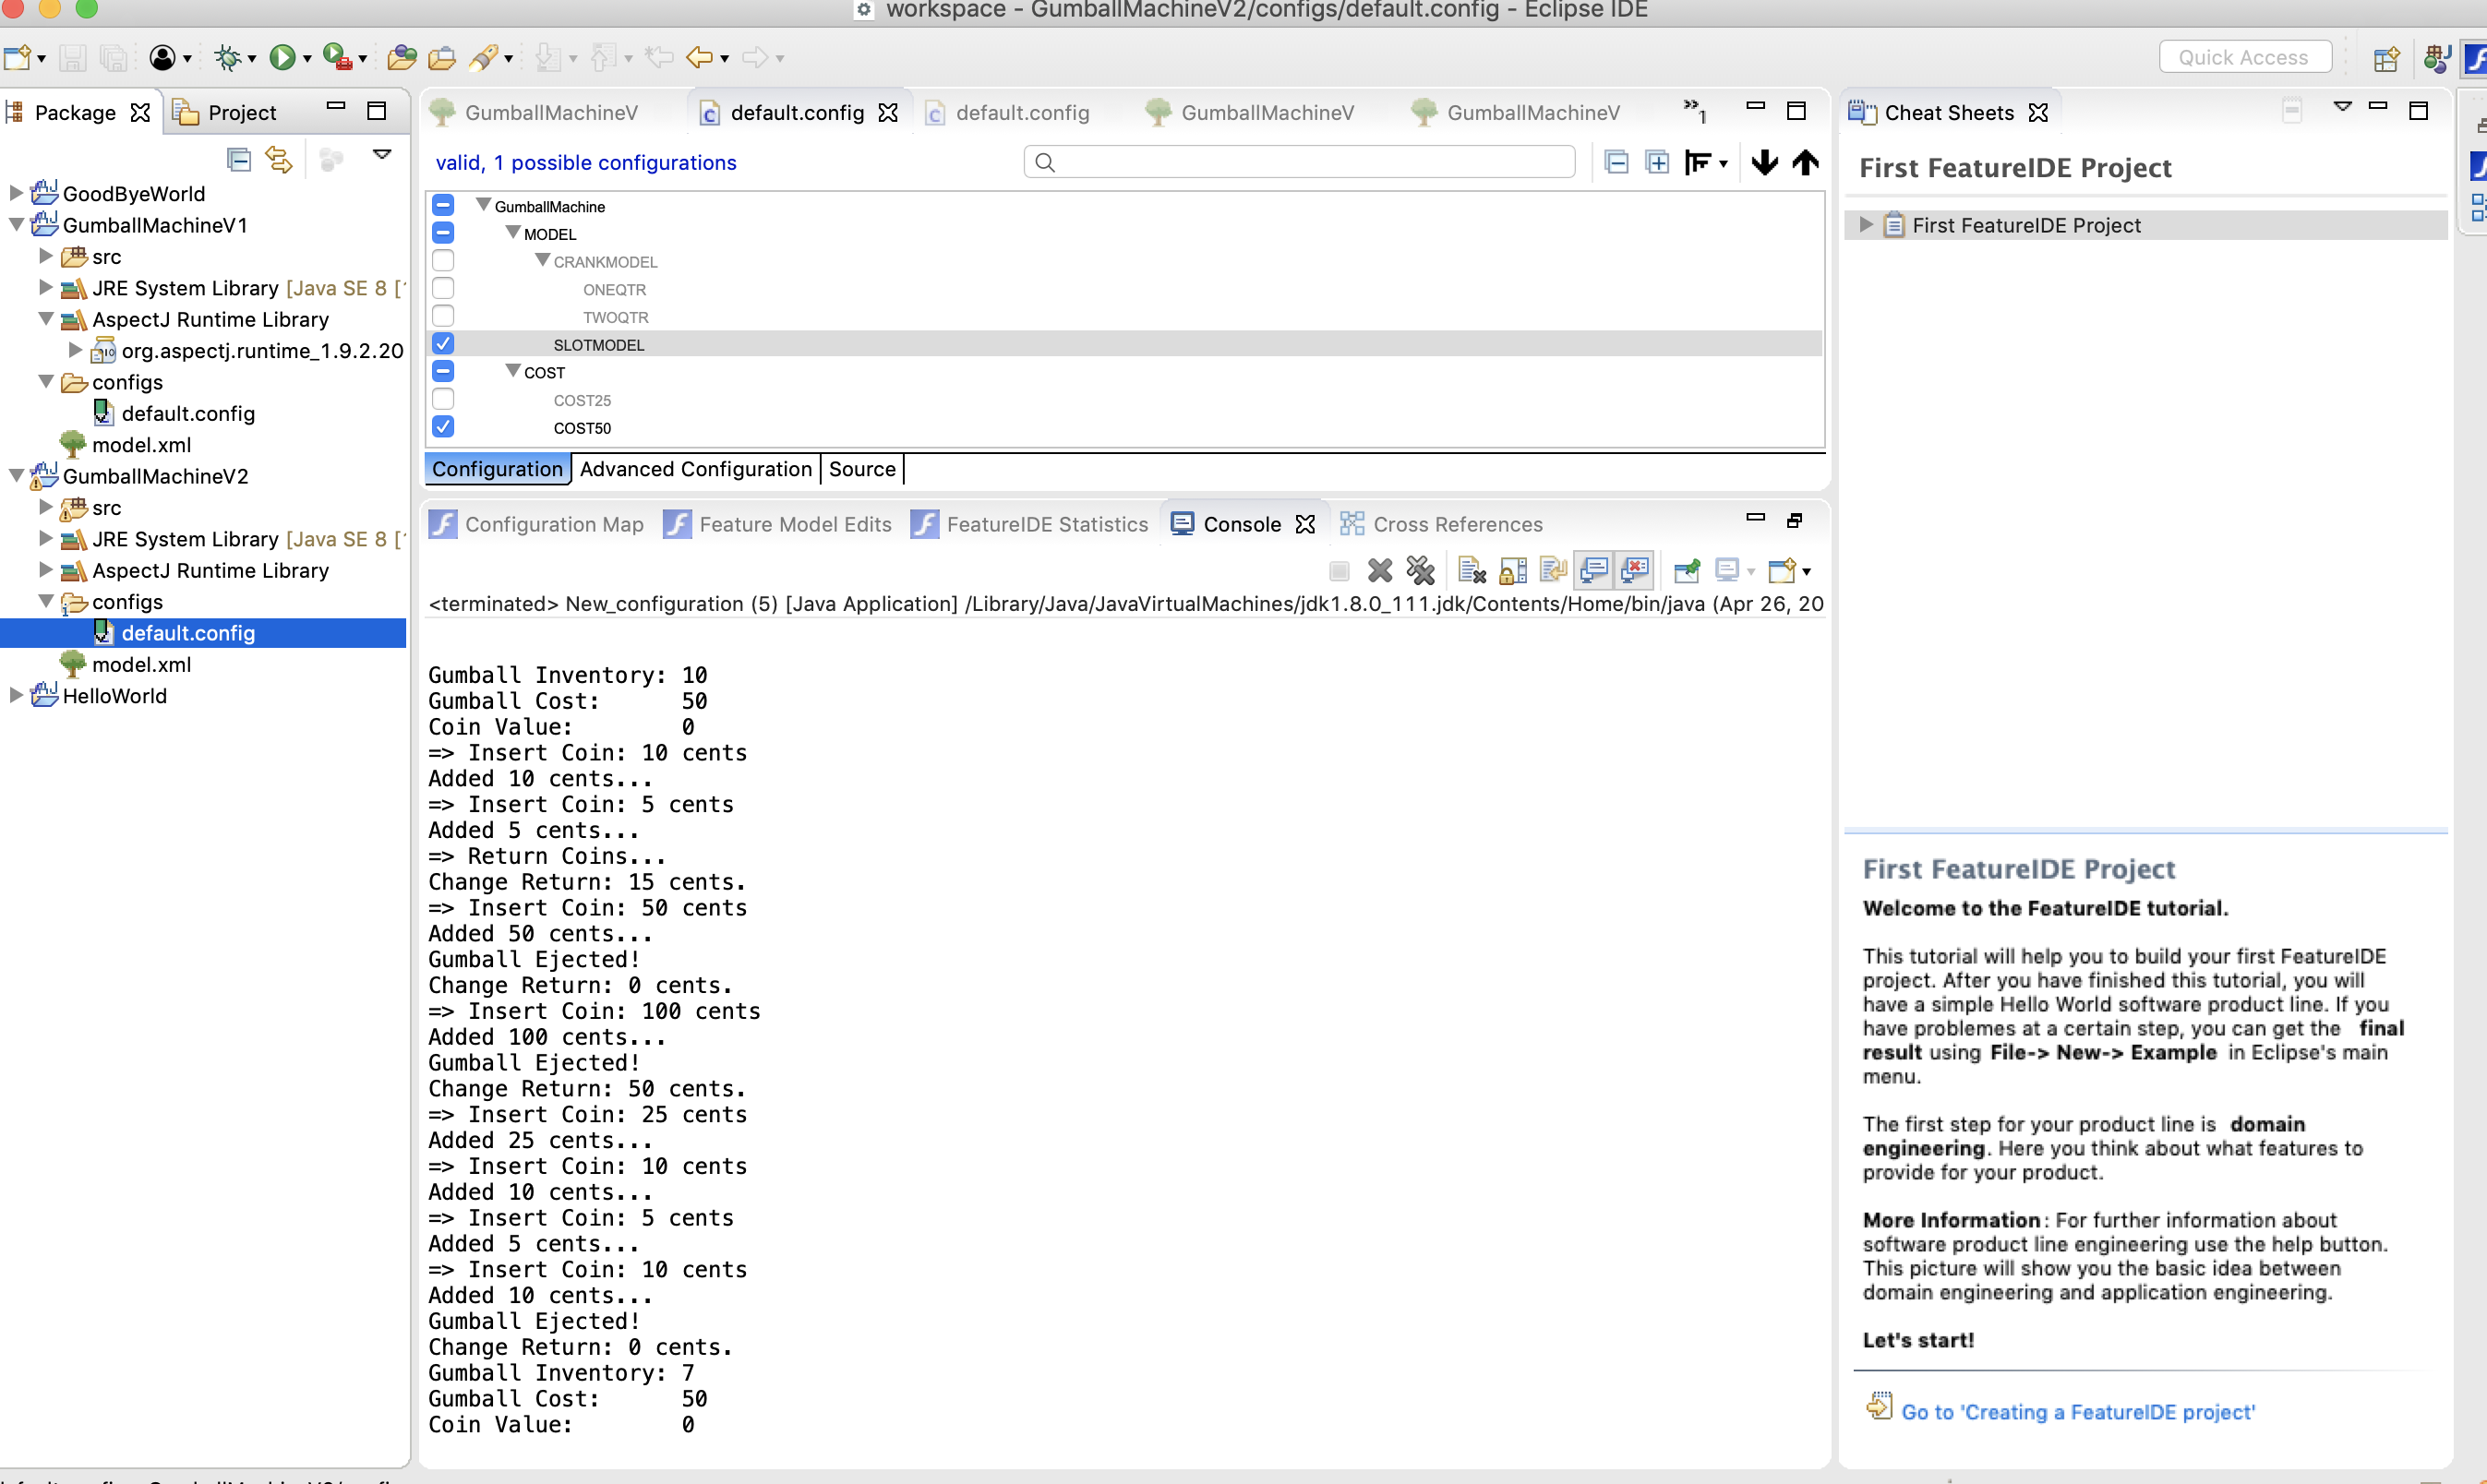 workspace - GumballMachineV2/configs/default.config - Eclipse IDE
Quick Access
Package
Project
GoodByeWorld
GumballMachineV1
src
JRE System Library [Java SE 8 [
AspectJ Runtime Library
org.aspectj.runtime_1.9.2.20
configs
default.config
model.xml
GumballMachineV2
src
JRE System Library [Java SE 8 [
AspectJ Runtime Library
configs
default.config
model.xml
HelloWorld
GumballMachineV
default.config
default.config
GumballMachineV
GumballMachineV
»1
valid, 1 possible configurations
GumballMachine
MODEL
CRANKMODEL
ONEQTR
TWOQTR
SLOTMODEL
COST
COST25
COST50
Configuration
Advanced Configuration
Source
Configuration Map
Feature Model Edits
FeatureIDE Statistics
Console
Cross References
<terminated> New_configuration (5) [Java Application] /Library/Java/JavaVirtualMachines/jdk1.8.0_111.jdk/Contents/Home/bin/java (Apr 26, 20
Gumball Inventory: 10
Gumball Cost: 50
Coin Value: 0
=> Insert Coin: 10 cents
Added 10 cents...
=> Insert Coin: 5 cents
Added 5 cents...
=> Return Coins...
Change Return: 15 cents.
=> Insert Coin: 50 cents
Added 50 cents...
Gumball Ejected!
Change Return: 0 cents.
=> Insert Coin: 100 cents
Added 100 cents...
Gumball Ejected!
Change Return: 50 cents.
=> Insert Coin: 25 cents
Added 25 cents...
=> Insert Coin: 10 cents
Added 10 cents...
=> Insert Coin: 5 cents
Added 5 cents...
=> Insert Coin: 10 cents
Added 10 cents...
Gumball Ejected!
Change Return: 0 cents.
Gumball Inventory: 7
Gumball Cost: 50
Coin Value: 0
Cheat Sheets
First FeatureIDE Project
First FeatureIDE Project
First FeatureIDE Project
Welcome to the FeatureIDE tutorial.
This tutorial will help you to build your first FeatureIDE
project. After you have finished this tutorial, you will
have a simple Hello World software product line. If you
have problemes at a certain step, you can get the final
result using File-> New-> Example in Eclipse's main
menu.
The first step for your product line is domain
engineering. Here you think about what features to
provide for your product.
More Information: For further information about
software product line engineering use the help button.
This picture will show you the basic idea between
domain engineering and application engineering.
Let's start!
Go to 'Creating a FeatureIDE project'